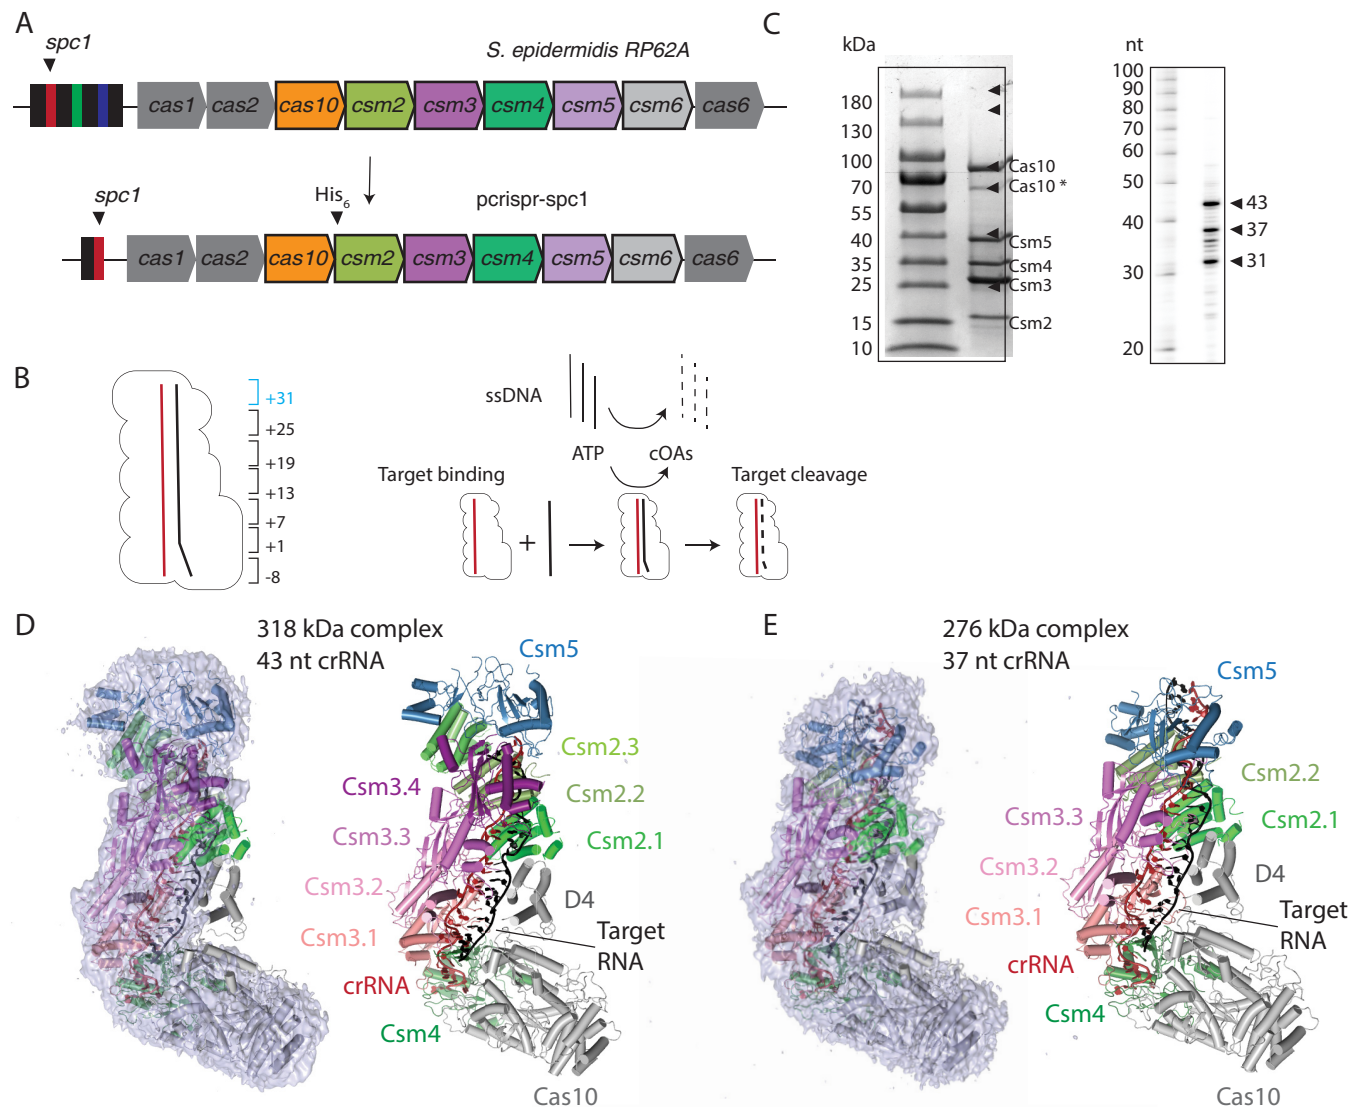 A
spc1
S. epidermidis RP62A
cas1 cas2 cas10 csm2 csm3 csm4 csm5 csm6 cas6
spc1
His6
pcrispr-spc1
cas1 cas2 cas10 csm2 csm3 csm4 csm5 csm6 cas6
C
kDa
180
130
100
70
55
40
35
25
15
10
Cas10
Cas10 *
Csm5
Csm4
Csm3
Csm2
nt
100
90
80
70
60
50
40
30
20
43
37
31
B
+31
+25
+19
+13
+7
+1
-8
ssDNA
ATP cOAs
Target binding
Target cleavage
+
D
318 kDa complex
43 nt crRNA
Csm5
Csm2.3
Csm3.4
Csm2.2
Csm3.3
Csm2.1
Csm3.2
D4
Csm3.1
Target
RNA
crRNA
Csm4
Cas10
E
276 kDa complex
37 nt crRNA
Csm5
Csm2.2
Csm3.3
Csm2.1
Csm3.2
D4
Csm3.1
Target
RNA
crRNA
Csm4
Cas10